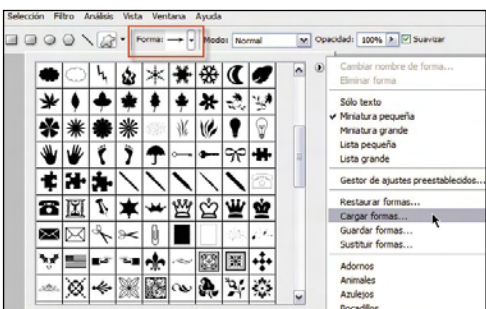 Selección Filtro Análisis Vista Ventana Ayuda
Forma: Modo: Normal Opacidad: 100% Suavizar
Cambiar nombre de forma...
Eliminar forma
Sólo texto
Miniatura pequeña
Miniatura grande
Lista pequeña
Lista grande
Gestor de ajustes preestablecidos...
Restaurar formas...
Cargar formas...
Guardar formas...
Sustituir formas...
Adornos
Animales
Azulejos
Bocadillos